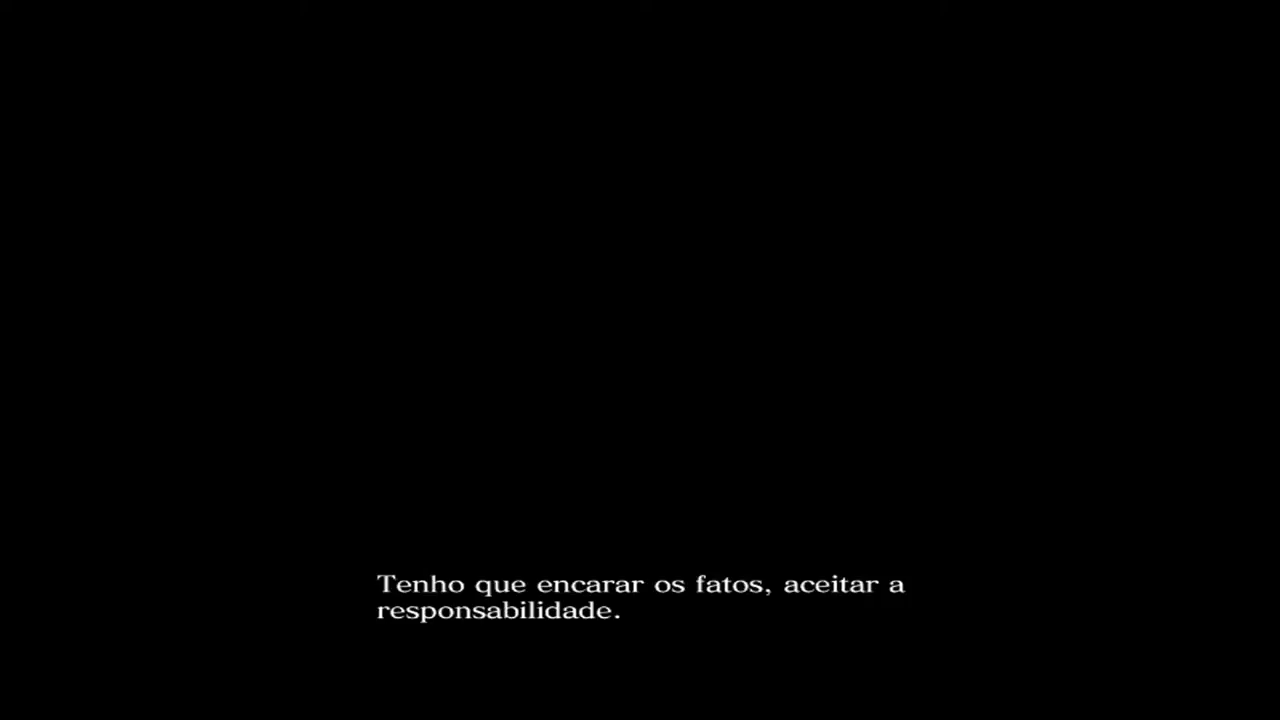 Tenho que encarar os fatos, aceitar a
responsabilidade.